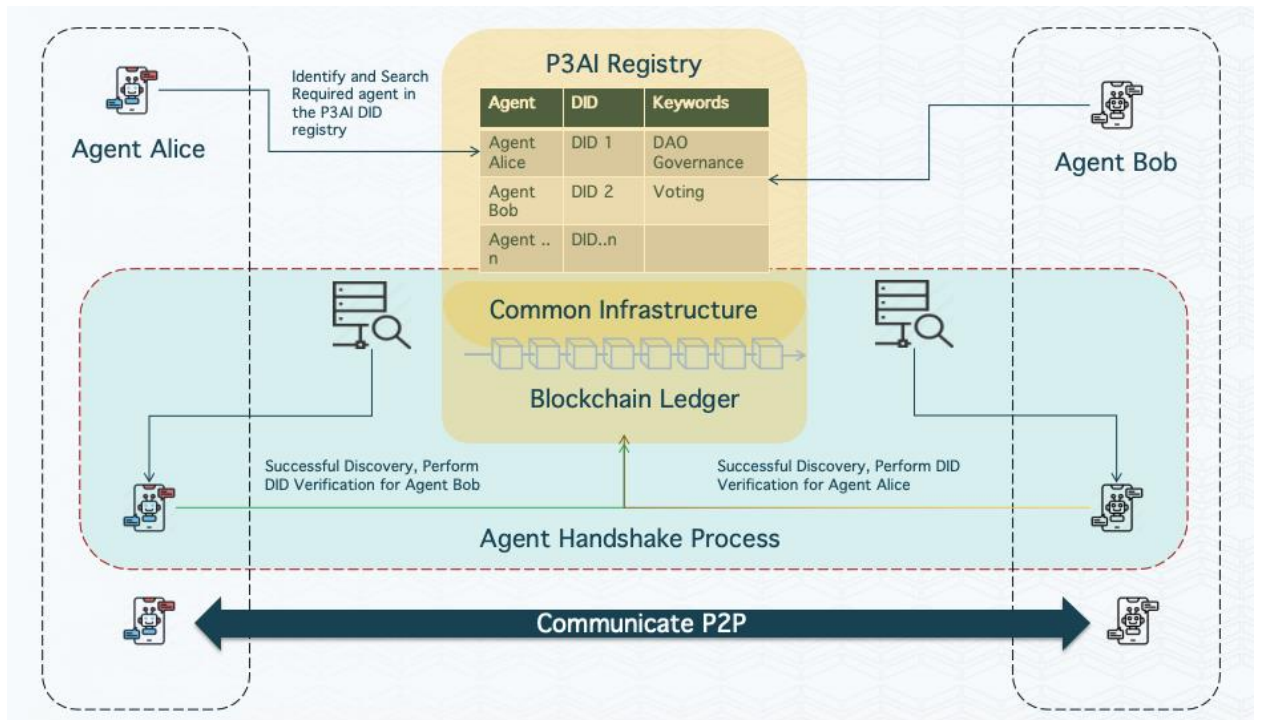 P3AI Registry
Identify and Search
Required agent in
the P3AI DID
registry
Agent Alice
Agent Bob
Agent DID Keywords
Agent DID 1 DAO
Alice Governance
Agent DID 2 Voting
Bob
Agent .. DID..n
n
Common Infrastructure
Blockchain Ledger
Successful Discovery, Perform
DID Verification for Agent Bob
Successful Discovery, Perform DID
Verification for Agent Alice
Agent Handshake Process
Communicate P2P